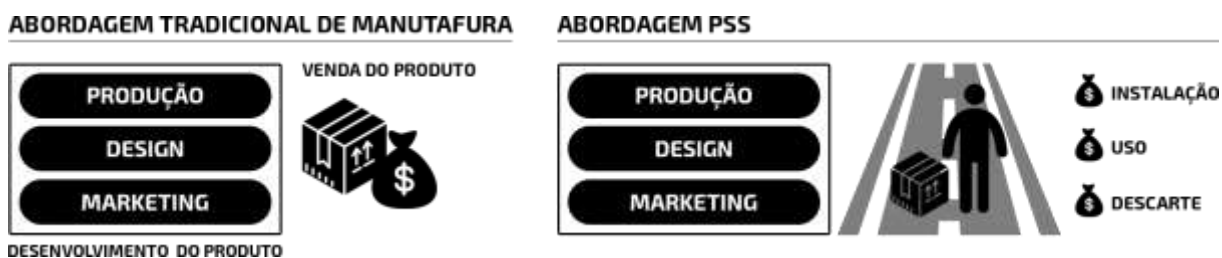 ABORDAGEM TRADICIONAL DE MANUTAFURA
PRODUÇÃO
DESIGN
MARKETING
DESENVOLVIMENTO DO PRODUTO
VENDA DO PRODUTO
$
ABORDAGEM PSS
PRODUÇÃO
DESIGN
MARKETING
$ INSTALAÇÃO
$ USO
$ DESCARTE